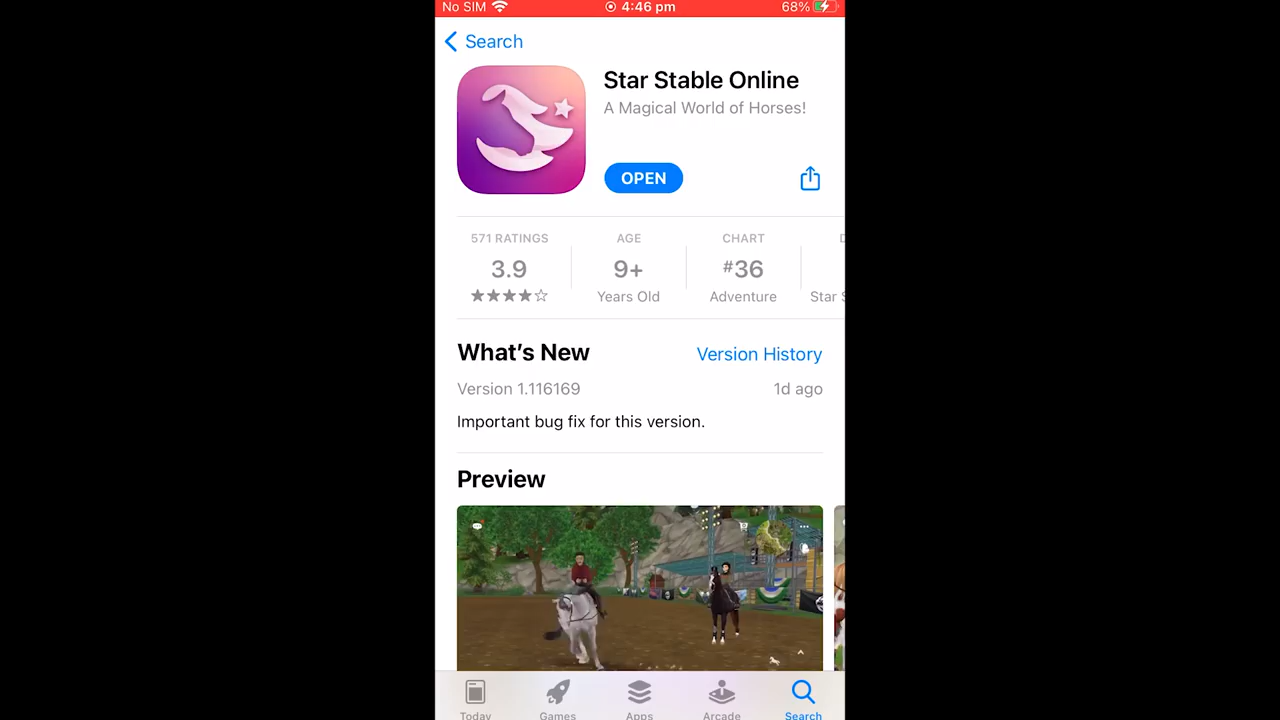 No SIM 4:46 pm 68%
Search
Star Stable Online
A Magical World of Horses!
OPEN
571 RATINGS AGE CHART D
3.9 9+ #36
Years Old Adventure Star S
What's New Version History
Version 1.116169 1d ago
Important bug fix for this version.
Preview
Today Games Apps Arcade Search